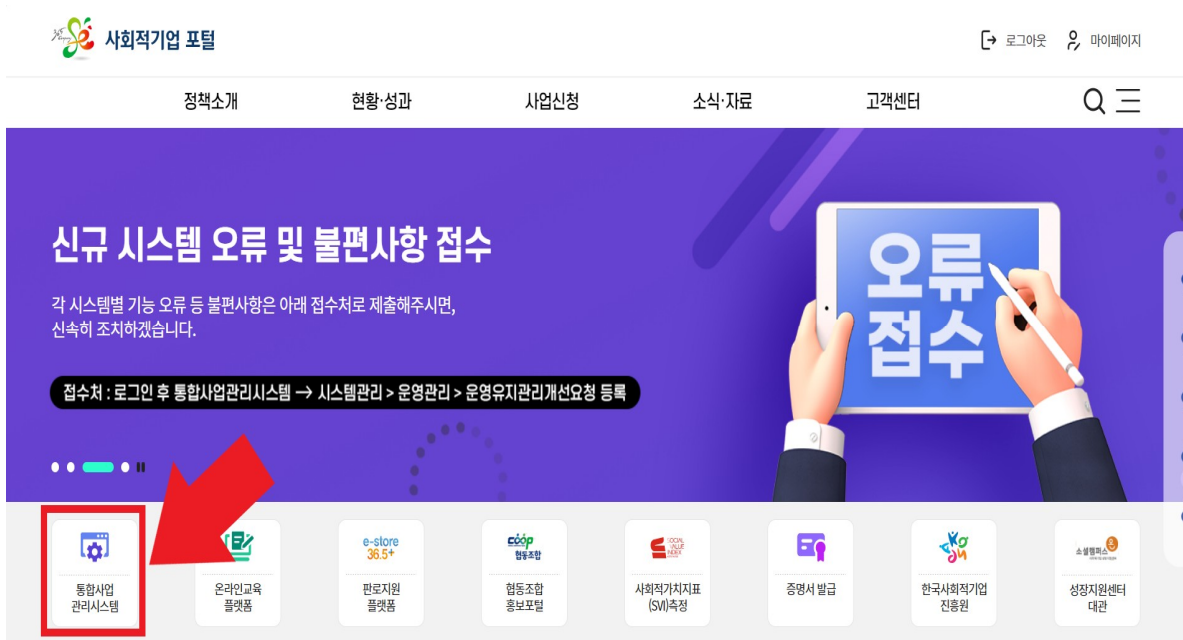 사회적기업 포털
로그아웃 마이페이지
정책소개 현황·성과 사업신청 소식·자료 고객센터
신규 시스템 오류 및 불편사항 접수
각 시스템별 기능 오류 등 불편사항은 아래 접수처로 제출해주시면,
신속히 조치하겠습니다.
접수처 : 로그인 후 통합사업관리시스템 → 시스템관리 > 운영관리 > 운영유지관리개선요청 등록
오류
접수
통합사업
관리시스템
온라인교육
플랫폼
e-store
36.5+
판로지원
플랫폼
coop
협동조합
협동조합
홍보포털
SOCIAL
VALUE
INDEX
사회적가치지표
(SVI)측정
증명서 발급
한국사회적기업
진흥원
소셜캠퍼스온
성장지원센터
대관